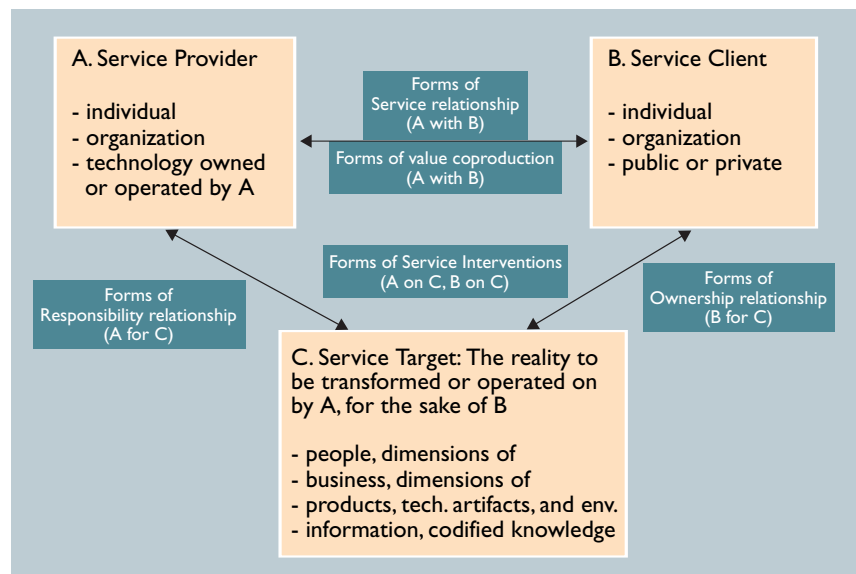 A. Service Provider
- individual
- organization
- technology owned
or operated by A
Forms of
Service relationship
(A with B)
Forms of value coproduction
(A with B)
B. Service Client
- individual
- organization
- public or private
Forms of
Responsibility relationship
(A for C)
Forms of Service Interventions
(A on C, B on C)
Forms of
Ownership relationship
(B for C)
C. Service Target: The reality to
be transformed or operated on
by A, for the sake of B
- people, dimensions of
- business, dimensions of
- products, tech. artifacts, and env.
- information, codified knowledge